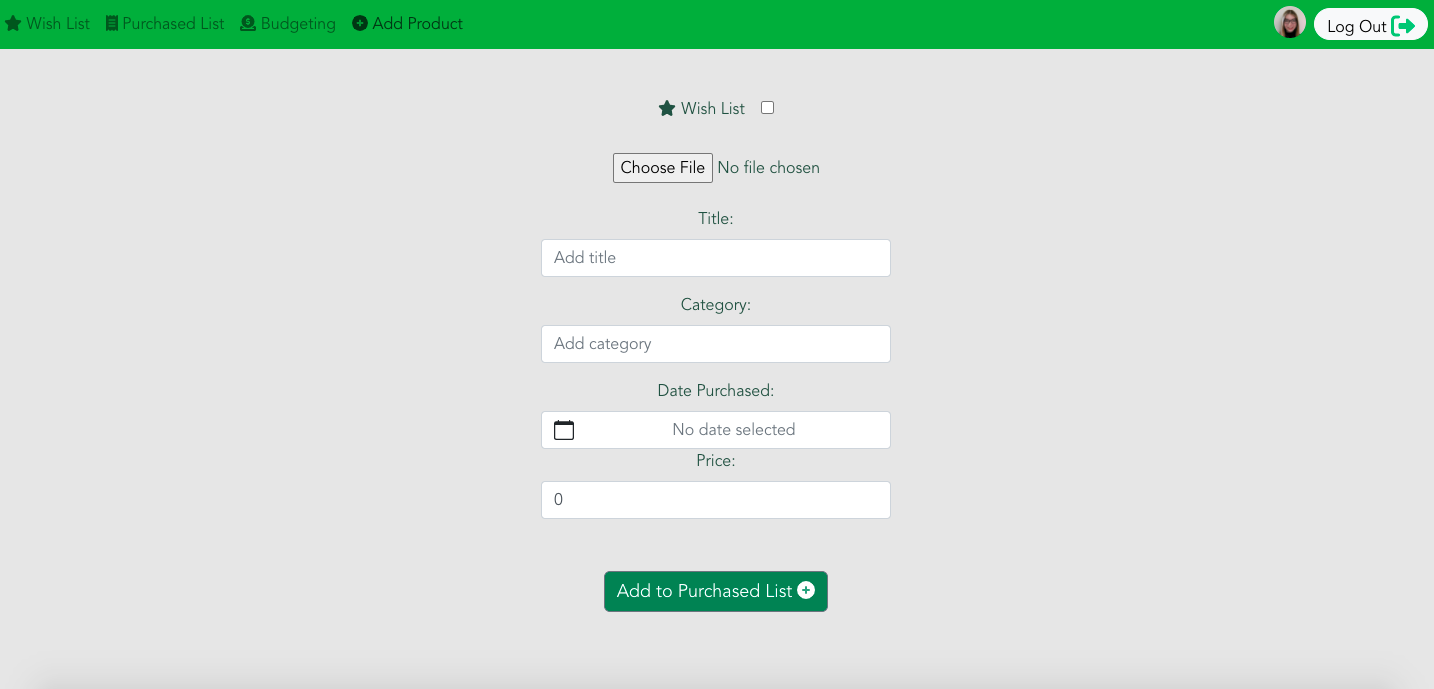 Wish List Purchased List Budgeting Add Product Log Out
Wish List
Choose File No file chosen
Title:
Add title
Category:
Add category
Date Purchased:
No date selected
Price:
0
Add to Purchased List